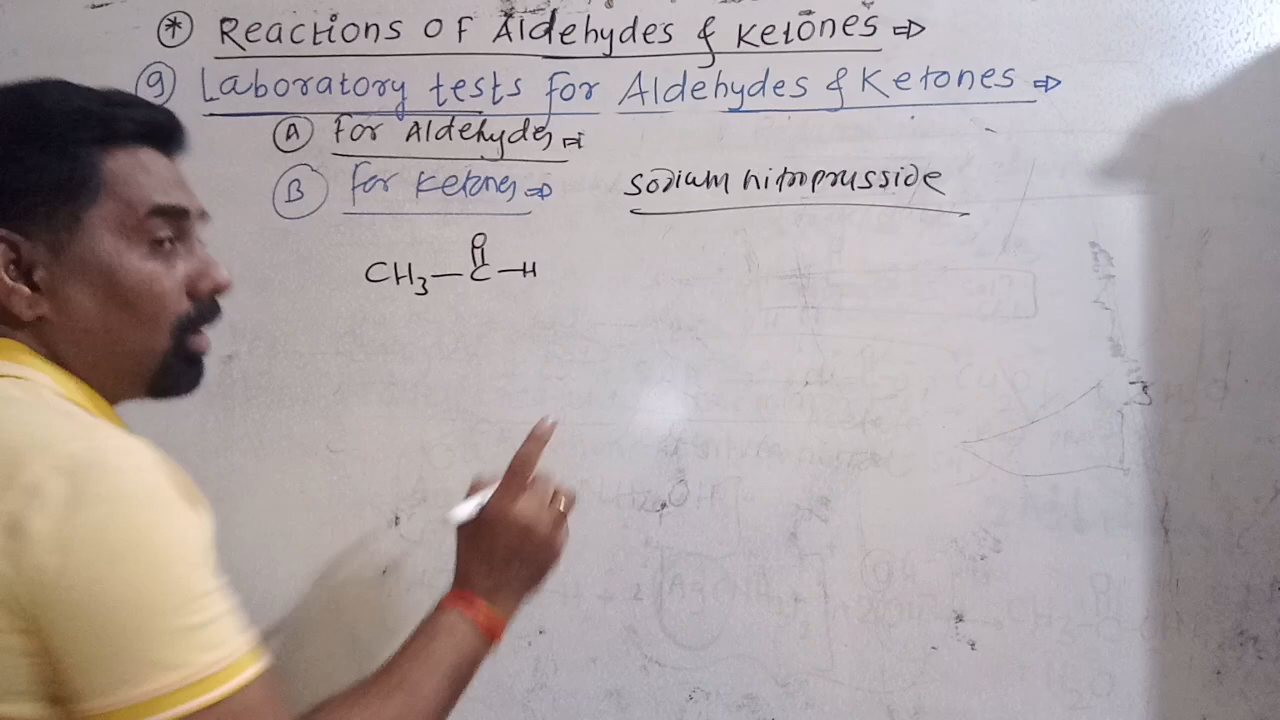 * Reactions OF Aldehydes & Ketones ⇒
9) Laboratory tests for Aldehydes & Ketones ⇒
A For Aldehydes ⇒
B for Ketones ⇒ sodium nitroprusside
O
CH3-C-H